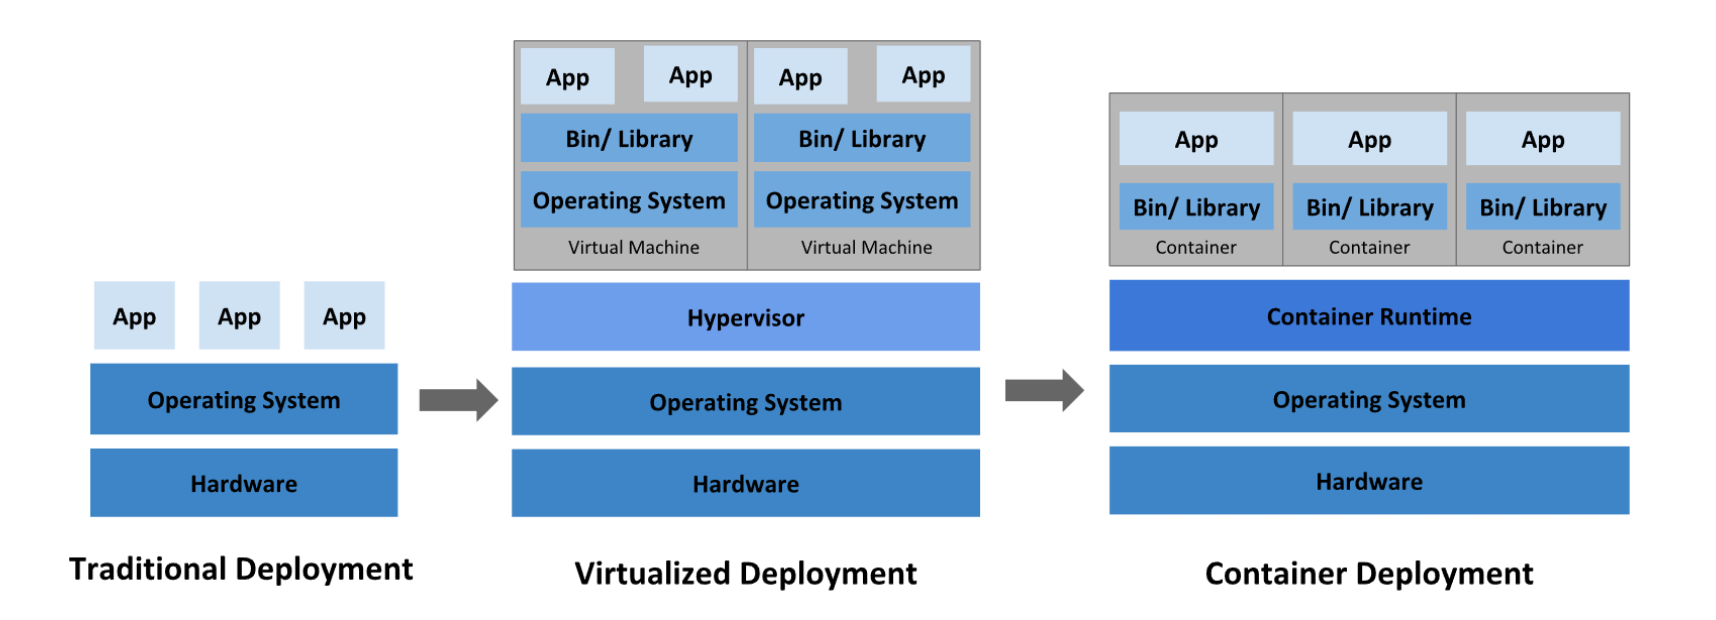 App
App
App
Operating System
Hardware
Traditional Deployment
App
App
App
App
Bin/ Library
Bin/ Library
Operating System
Operating System
Virtual Machine
Virtual Machine
Hypervisor
Operating System
Hardware
Virtualized Deployment
App
App
App
Bin/ Library
Bin/ Library
Bin/ Library
Container
Container
Container
Container Runtime
Operating System
Hardware
Container Deployment